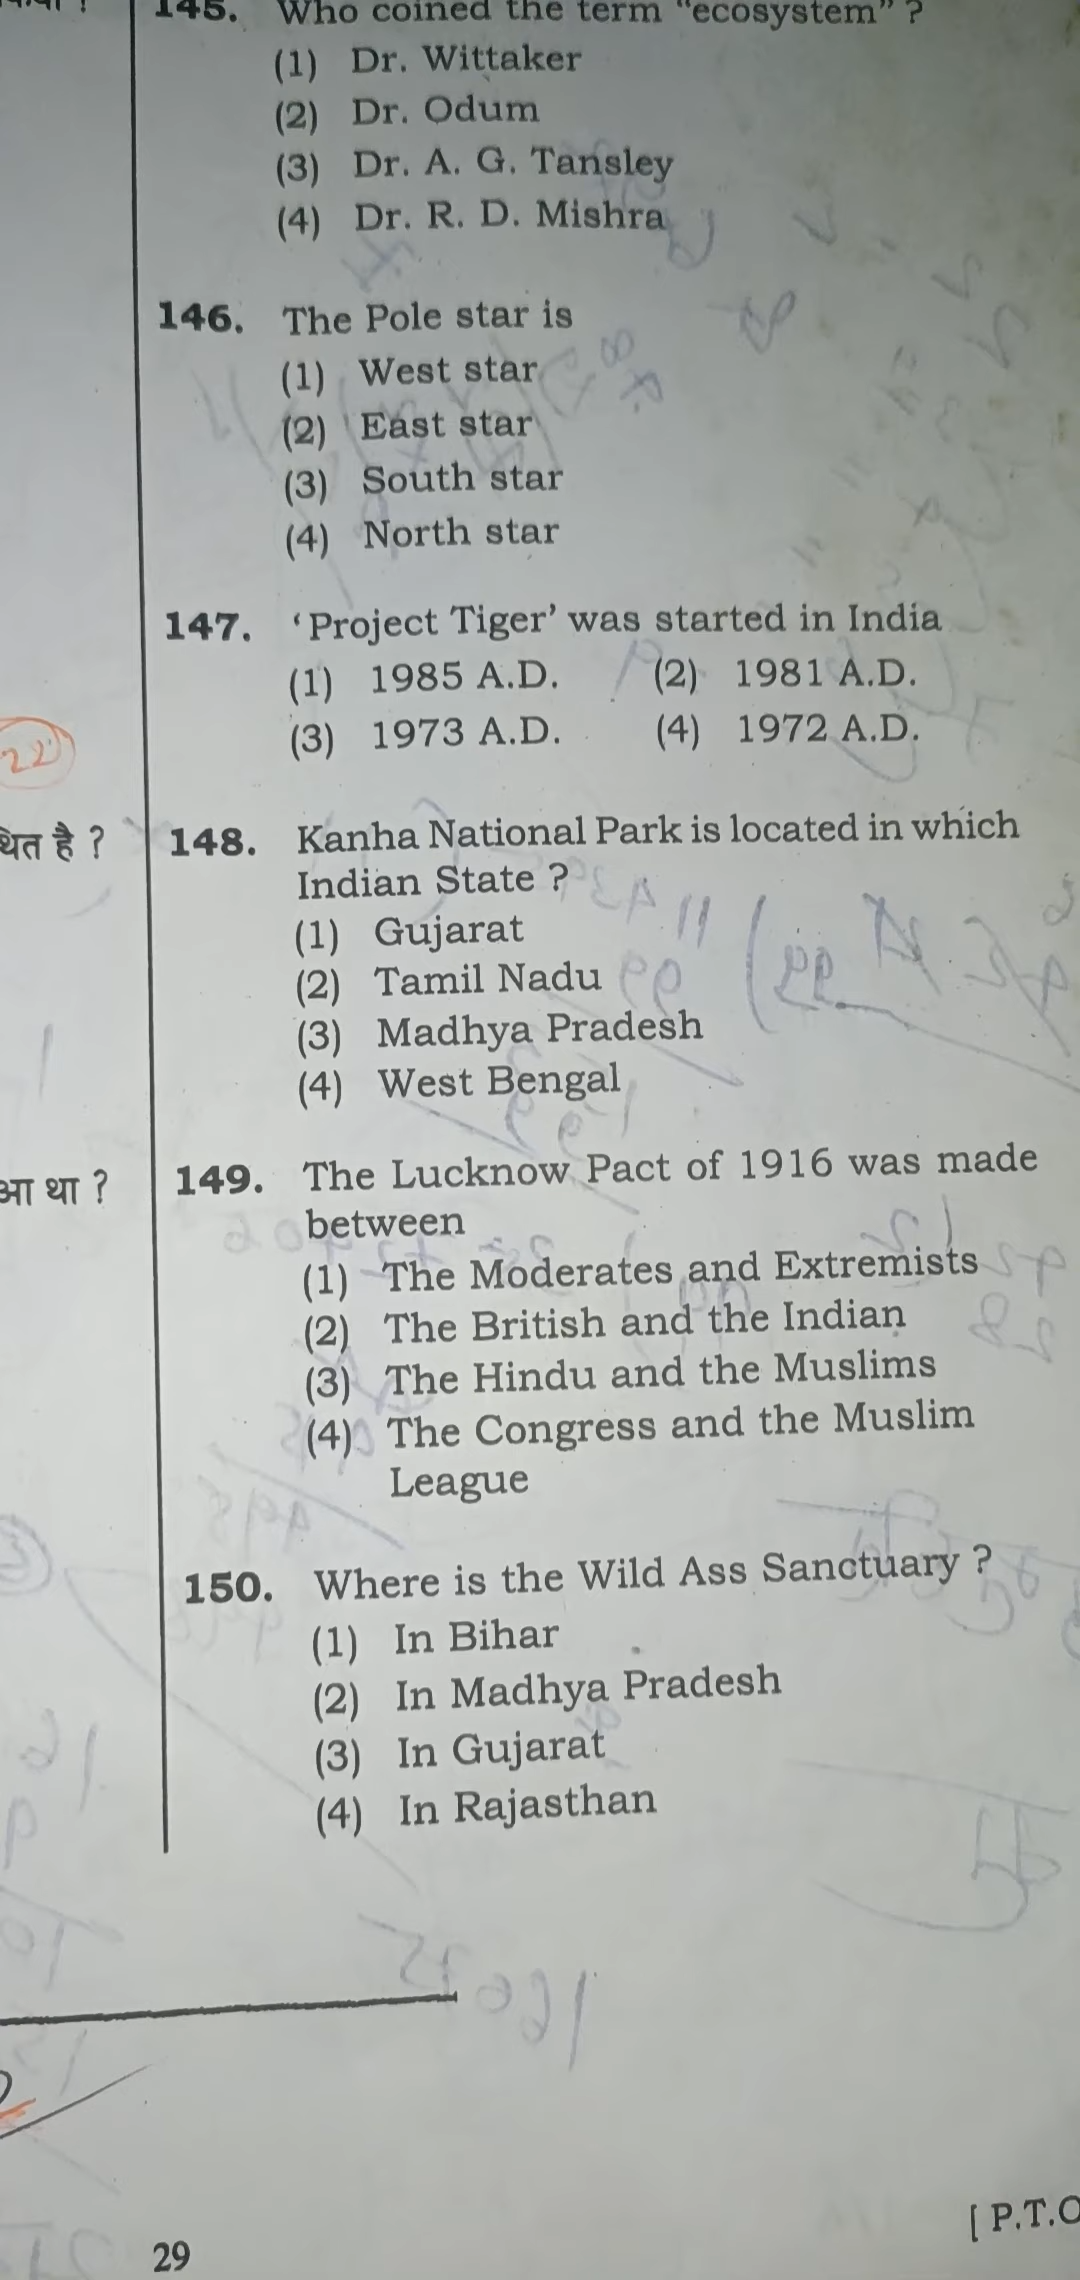 145. Who coined the term "ecosystem" ?
(1) Dr. Wittaker
(2) Dr. Odum
(3) Dr. A. G. Tansley
(4) Dr. R. D. Mishra
146. The Pole star is
(1) West star
(2) East star
(3) South star
(4) North star
147. 'Project Tiger' was started in India
(1) 1985 A.D. (2) 1981 A.D.
(3) 1973 A.D. (4) 1972 A.D.
22
थित है ?
148. Kanha National Park is located in which
Indian State ?
(1) Gujarat
(2) Tamil Nadu
(3) Madhya Pradesh
(4) West Bengal
आ था ?
149. The Lucknow Pact of 1916 was made
between
(1) The Moderates and Extremists
(2) The British and the Indian
(3) The Hindu and the Muslims
(4) The Congress and the Muslim
League
150. Where is the Wild Ass Sanctuary ?
(1) In Bihar
(2) In Madhya Pradesh
(3) In Gujarat
(4) In Rajasthan
[ P.T.O
29